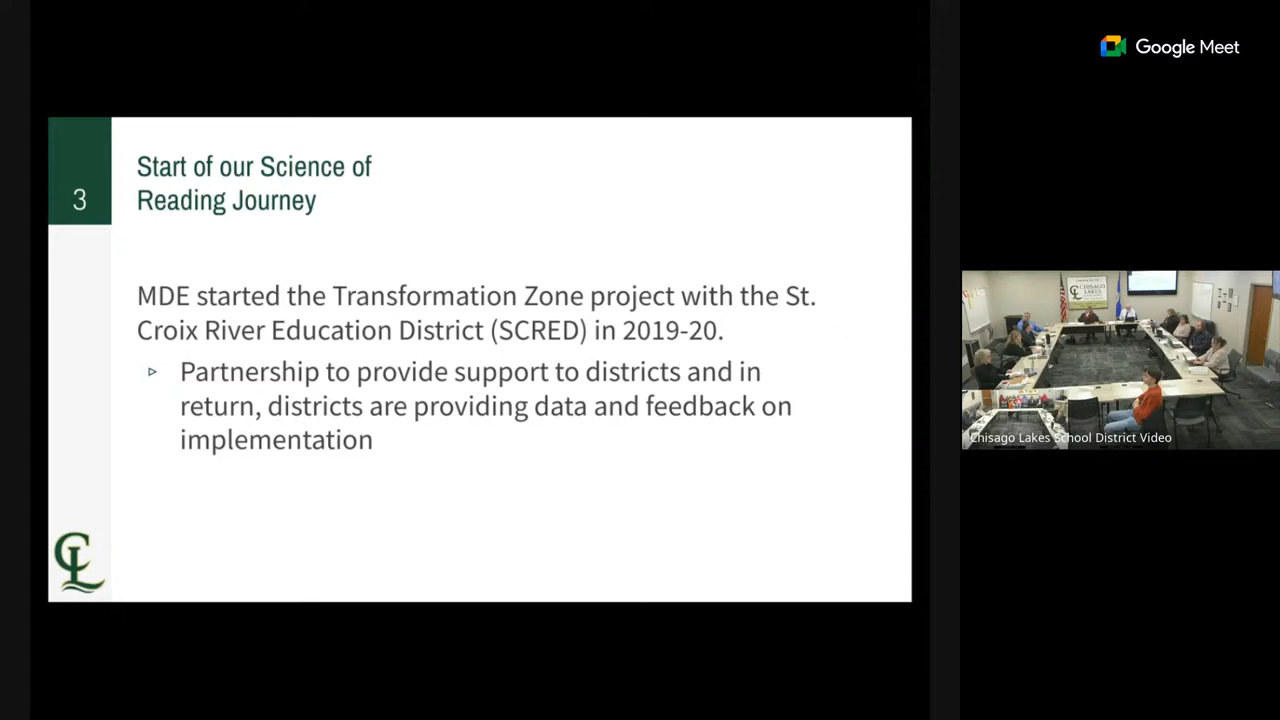 Google Meet
3
Start of our Science of
Reading Journey
MDE started the Transformation Zone project with the St.
Croix River Education District (SCRED) in 2019-20.
Partnership to provide support to districts and in
return, districts are providing data and feedback on
implementation
CL
CHISAGO
LAKES
Chisago Lakes School District Video